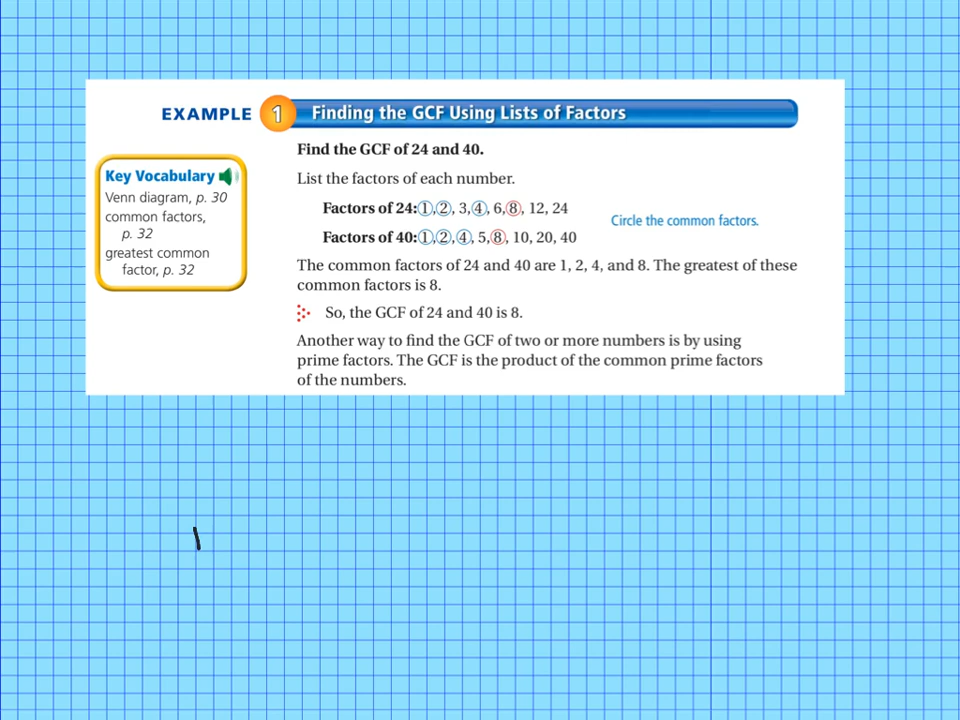 EXAMPLE 1 Finding the GCF Using Lists of Factors
Key Vocabulary
Venn diagram, p. 30
common factors,
p. 32
greatest common
factor, p. 32
Find the GCF of 24 and 40.
List the factors of each number.
Factors of 24: 1, 2, 3, 4, 6, 8, 12, 24
Factors of 40: 1, 2, 4, 5, 8, 10, 20, 40
Circle the common factors.
The common factors of 24 and 40 are 1, 2, 4, and 8. The greatest of these
common factors is 8.
So, the GCF of 24 and 40 is 8.
Another way to find the GCF of two or more numbers is by using
prime factors. The GCF is the product of the common prime factors
of the numbers.